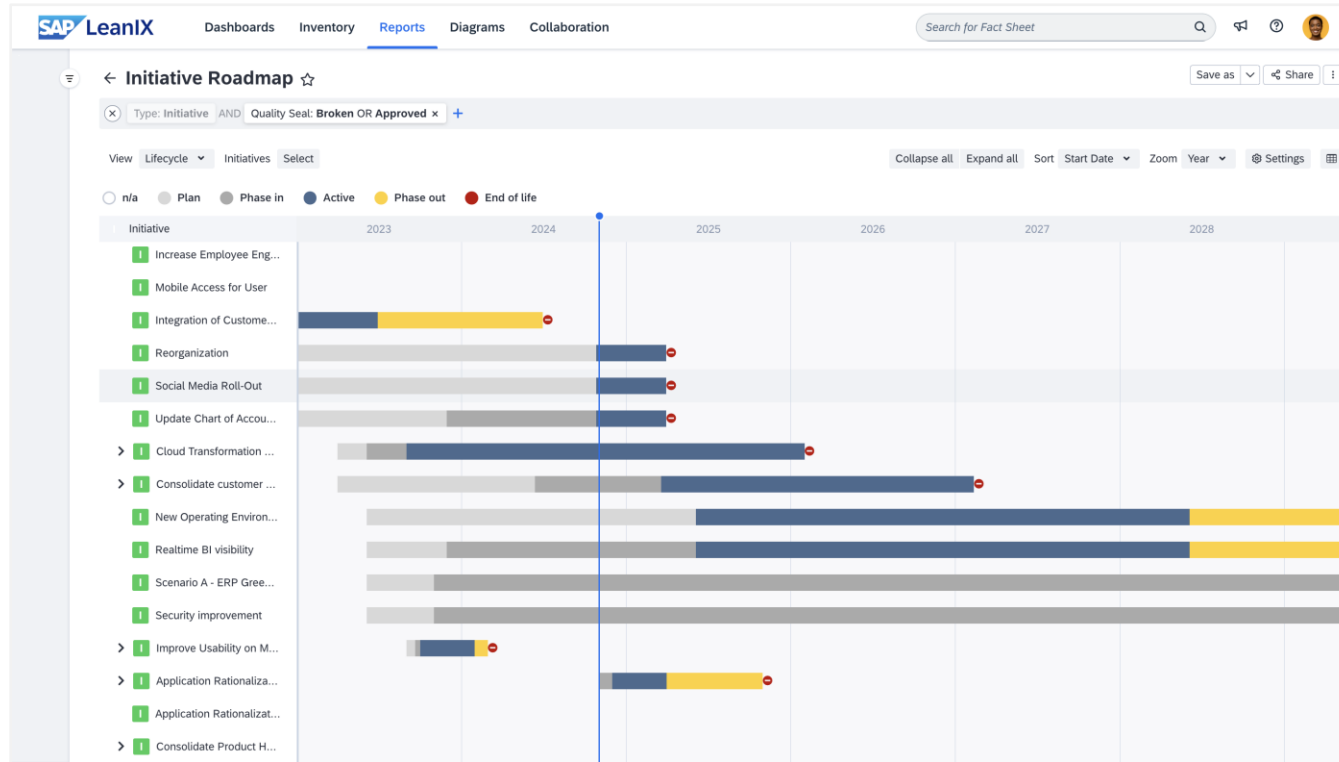 SAP LeanIX Dashboards Inventory Reports Diagrams Collaboration Search for Fact Sheet
Initiative Roadmap Save as Share
Type: Initiative AND Quality Seal: Broken OR Approved × +
View Lifecycle Initiatives Select Collapse all Expand all Sort Start Date Zoom Year Settings
n/a Plan Phase in Active Phase out End of life
Initiative 2023 2024 2025 2026 2027 2028
I Increase Employee Eng...
I Mobile Access for User
I Integration of Custome...
I Reorganization
I Social Media Roll-Out
I Update Chart of Accou...
I Cloud Transformation ...
I Consolidate customer ...
I New Operating Environ...
I Realtime BI visibility
I Scenario A - ERP Gree...
I Security improvement
I Improve Usability on M...
I Application Rationaliza...
I Application Rationalizat...
I Consolidate Product H...